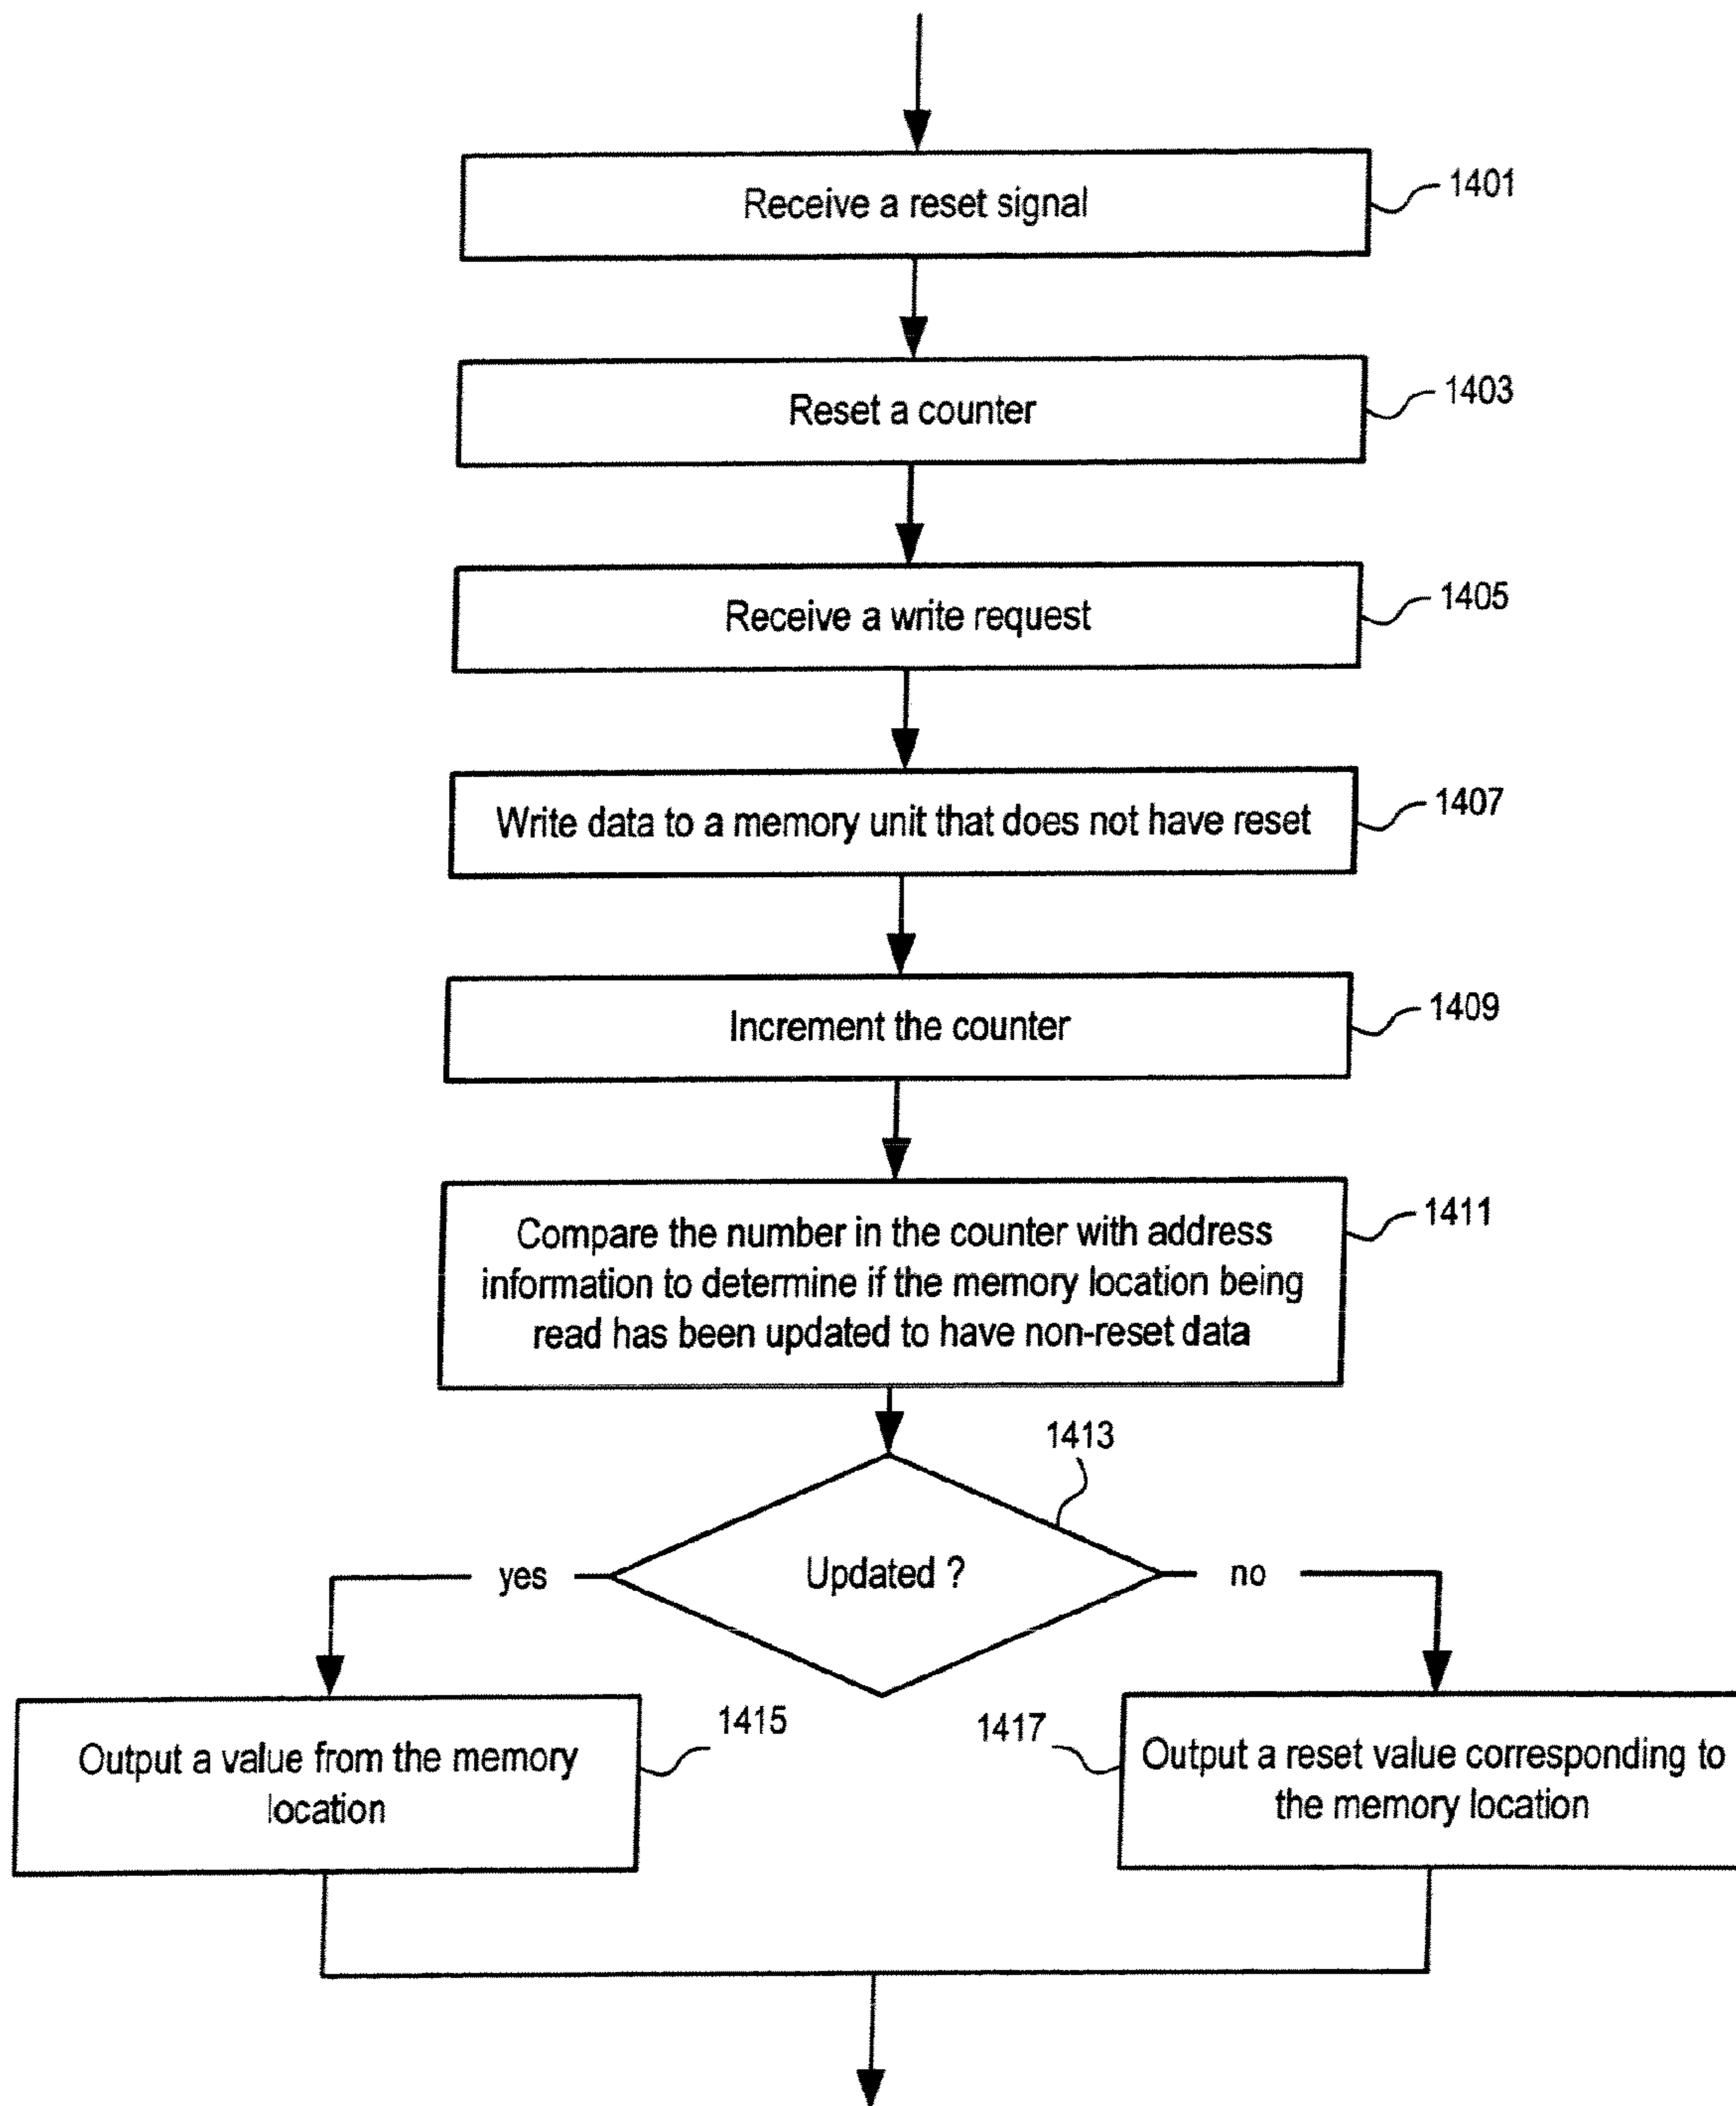 Receive a reset signal
1401
Reset a counter
1403
Receive a write request
1405
Write data to a memory unit that does not have reset
1407
Increment the counter
1409
Compare the number in the counter with address
information to determine if the memory location being
read has been updated to have non-reset data
1411
1413
Updated ?
yes
no
Output a value from the memory
location
1415
1417
Output a reset value corresponding to
the memory location